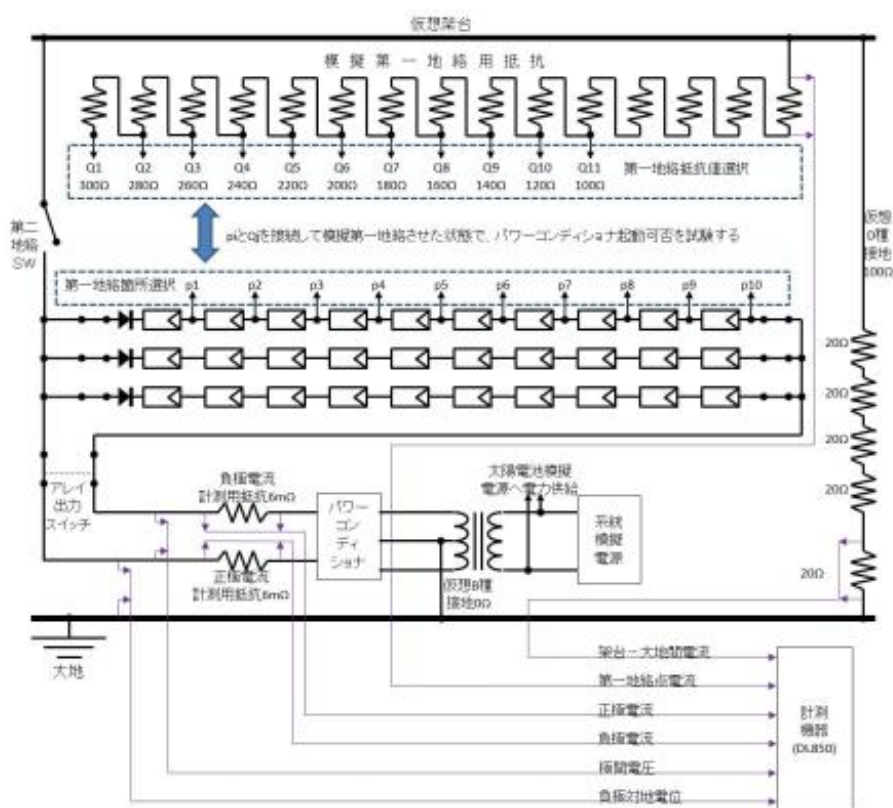 仮想架台
模擬第一地絡用抵抗
Q1 Q2 Q3 Q4 Q5 Q6 Q7 Q8 Q9 Q10 Q11
300Ω 280Ω 260Ω 240Ω 220Ω 200Ω 180Ω 160Ω 140Ω 120Ω 100Ω
第一地絡抵抗値選択
第二
地絡
SW
piとQjを接続して模擬第一地絡させた状態で、パワーコンディショナ起動可否を試験する
仮想
D種
接地
100Ω
第一地絡箇所選択
p1 p2 p3 p4 p5 p6 p7 p8 p9 p10
20Ω
20Ω
20Ω
20Ω
20Ω
アレイ
出力
スイッチ
負極電流
計測用抵抗6mΩ
正極電流
計測用抵抗6mΩ
パワー
コン
ディ
ショナ
太陽電池模擬
電源へ電力供給
系統
模擬
電源
仮想B種
接地0Ω
大地
架台－大地間電流
第一地絡点電流
正極電流
負極電流
極間電圧
負極対地電位
計測
機器
(DL850)